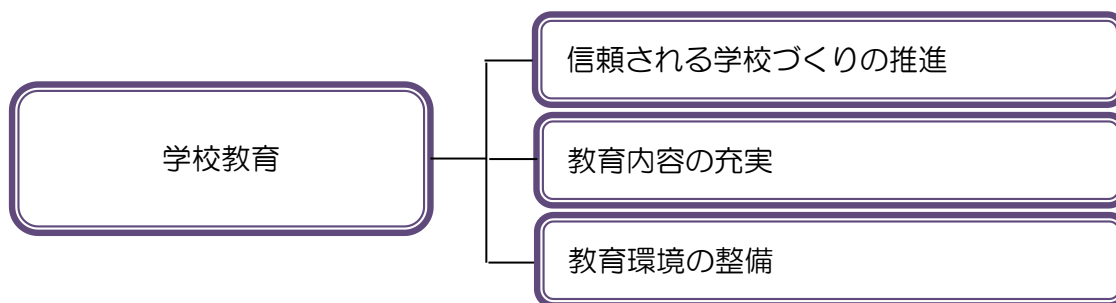 学校教育
信頼される学校づくりの推進
教育内容の充実
教育環境の整備